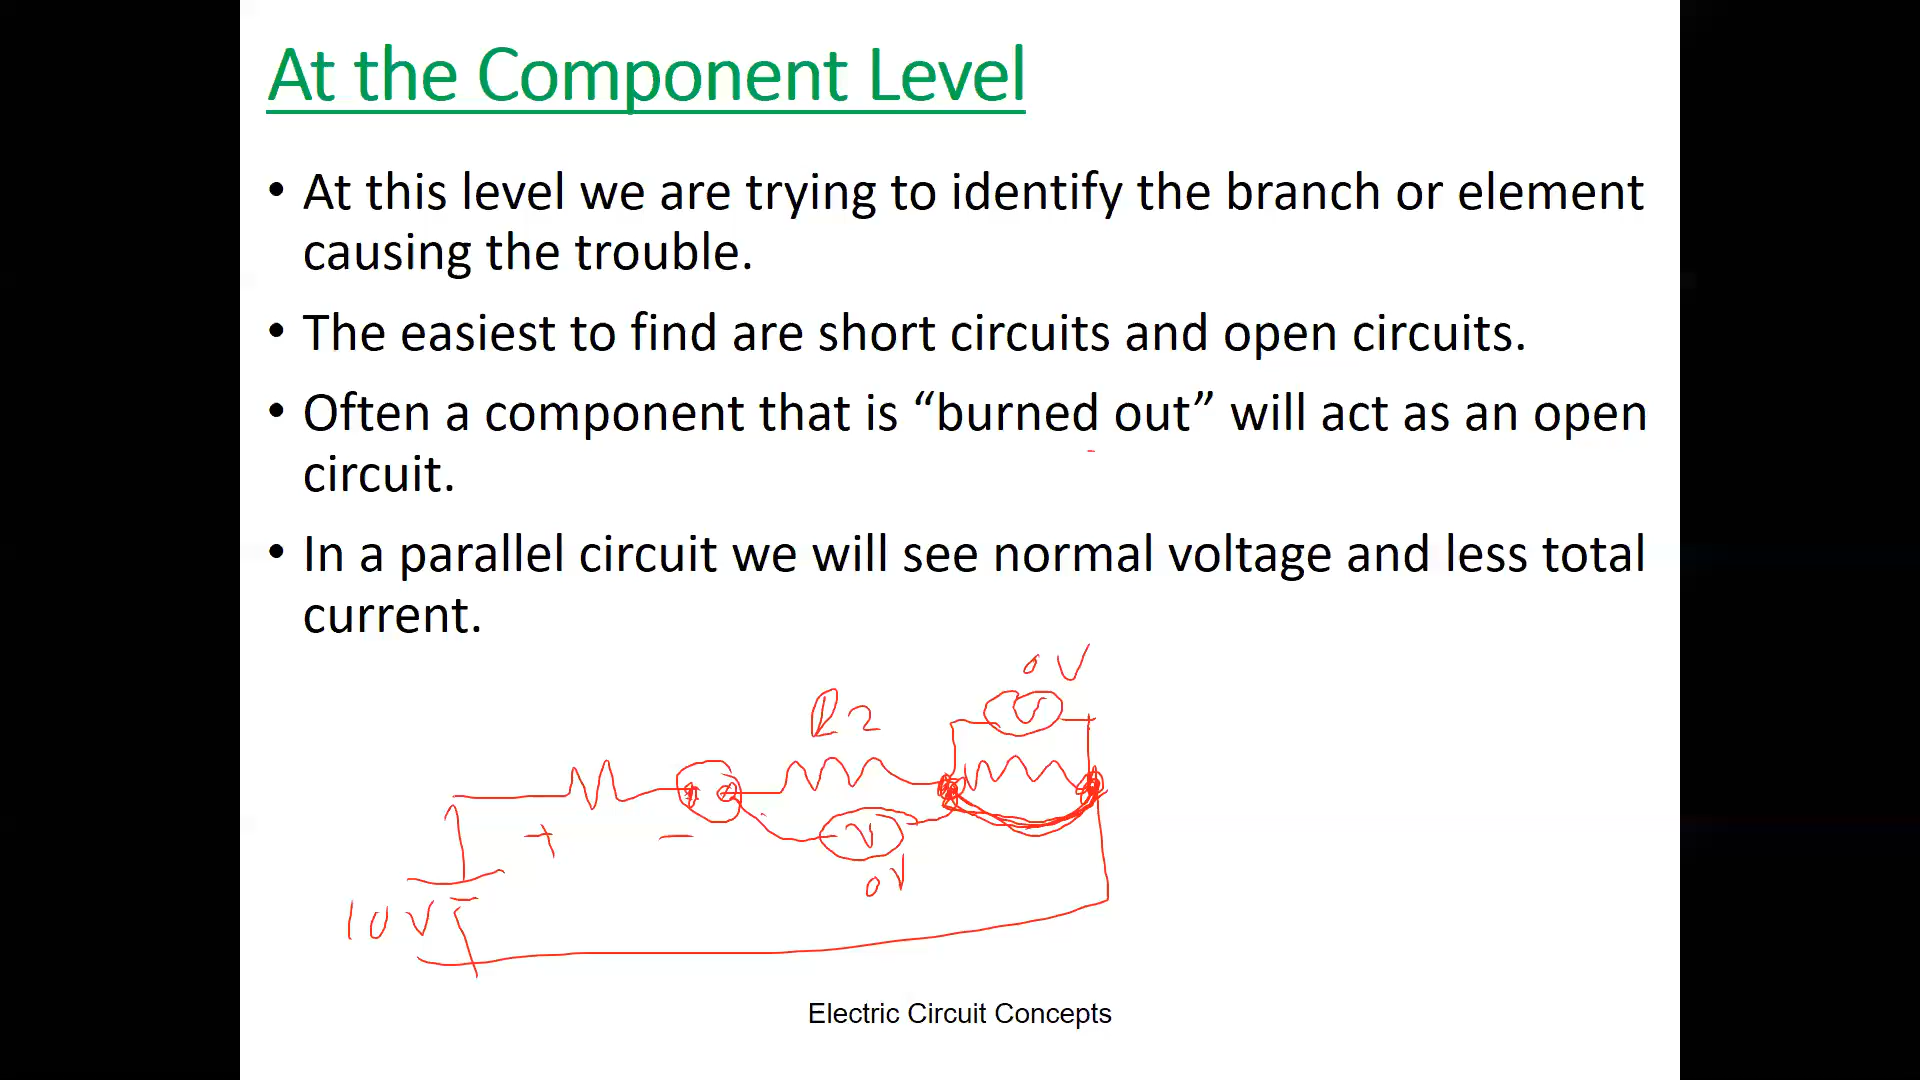 At the Component Level
• At this level we are trying to identify the branch or element
causing the trouble.
• The easiest to find are short circuits and open circuits.
• Often a component that is “burned out” will act as an open
circuit.
• In a parallel circuit we will see normal voltage and less total
current.
0V
V
R2
+ −
V
0V
10V
Electric Circuit Concepts